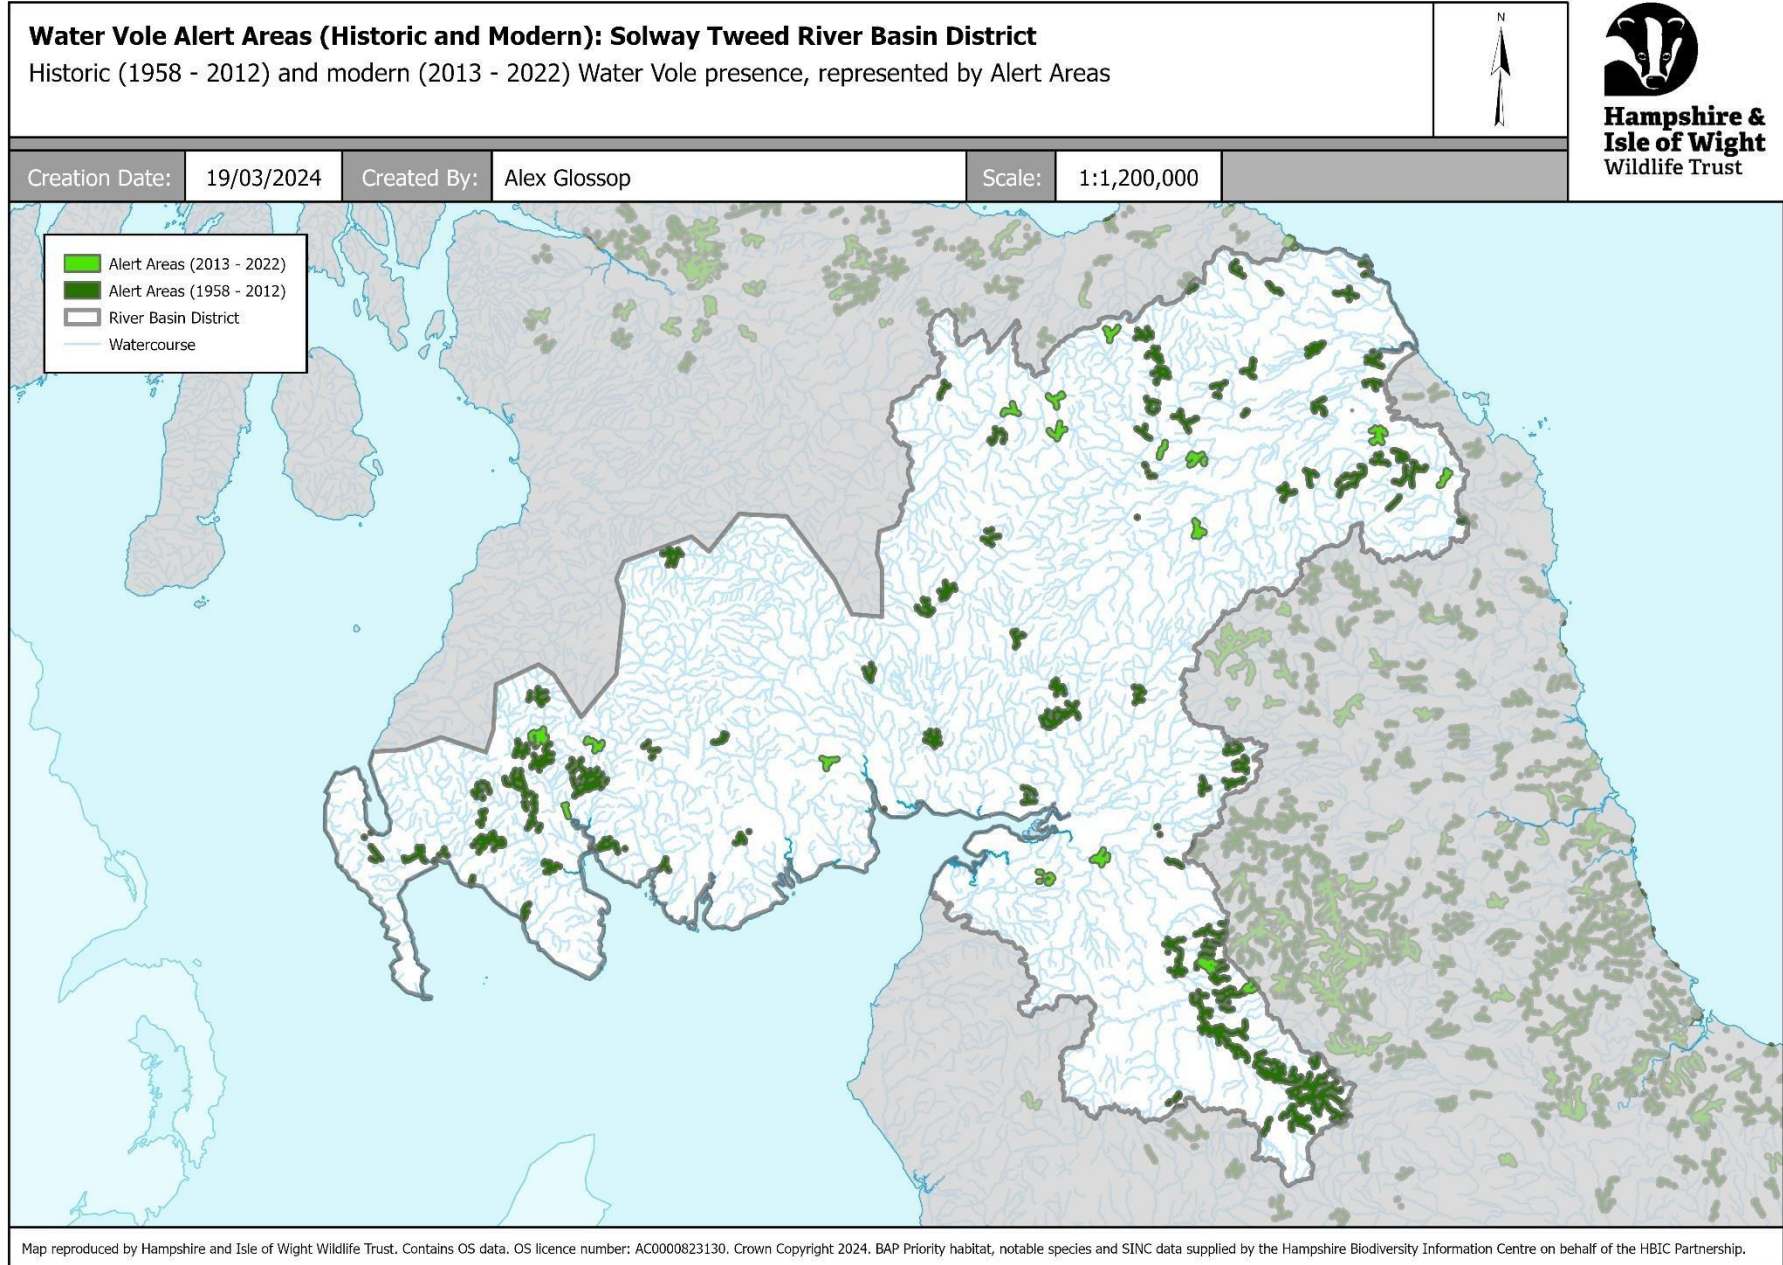 Water Vole Alert Areas (Historic and Modern): Solway Tweed River Basin District
Historic (1958 - 2012) and modern (2013 - 2022) Water Vole presence, represented by Alert Areas
N
Hampshire &
Isle of Wight
Wildlife Trust
Creation Date: 19/03/2024 Created By: Alex Glossop Scale: 1:1,200,000
Alert Areas (2013 - 2022)
Alert Areas (1958 - 2012)
River Basin District
Watercourse
Map reproduced by Hampshire and Isle of Wight Wildlife Trust. Contains OS data. OS licence number: AC0000823130. Crown Copyright 2024. BAP Priority habitat, notable species and SINC data supplied by the Hampshire Biodiversity Information Centre on behalf of the HBIC Partnership.